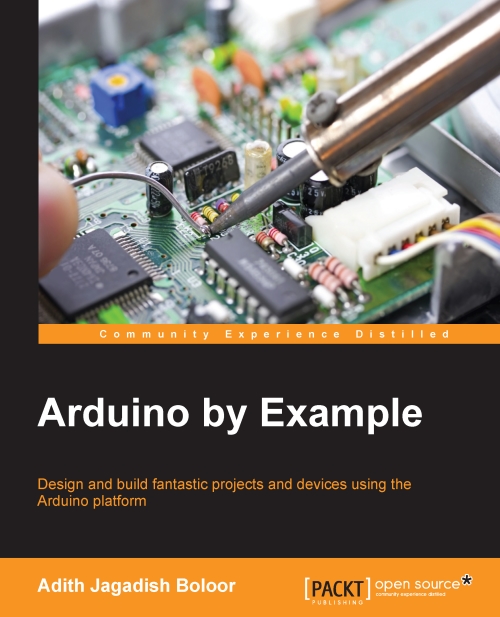 Community Experience Distilled
Arduino by Example
Design and build fantastic projects and devices using the
Arduino platform
Adith Jagadish Boloor
[PACKT]
PUBLISHING
open source*
community experience distilled